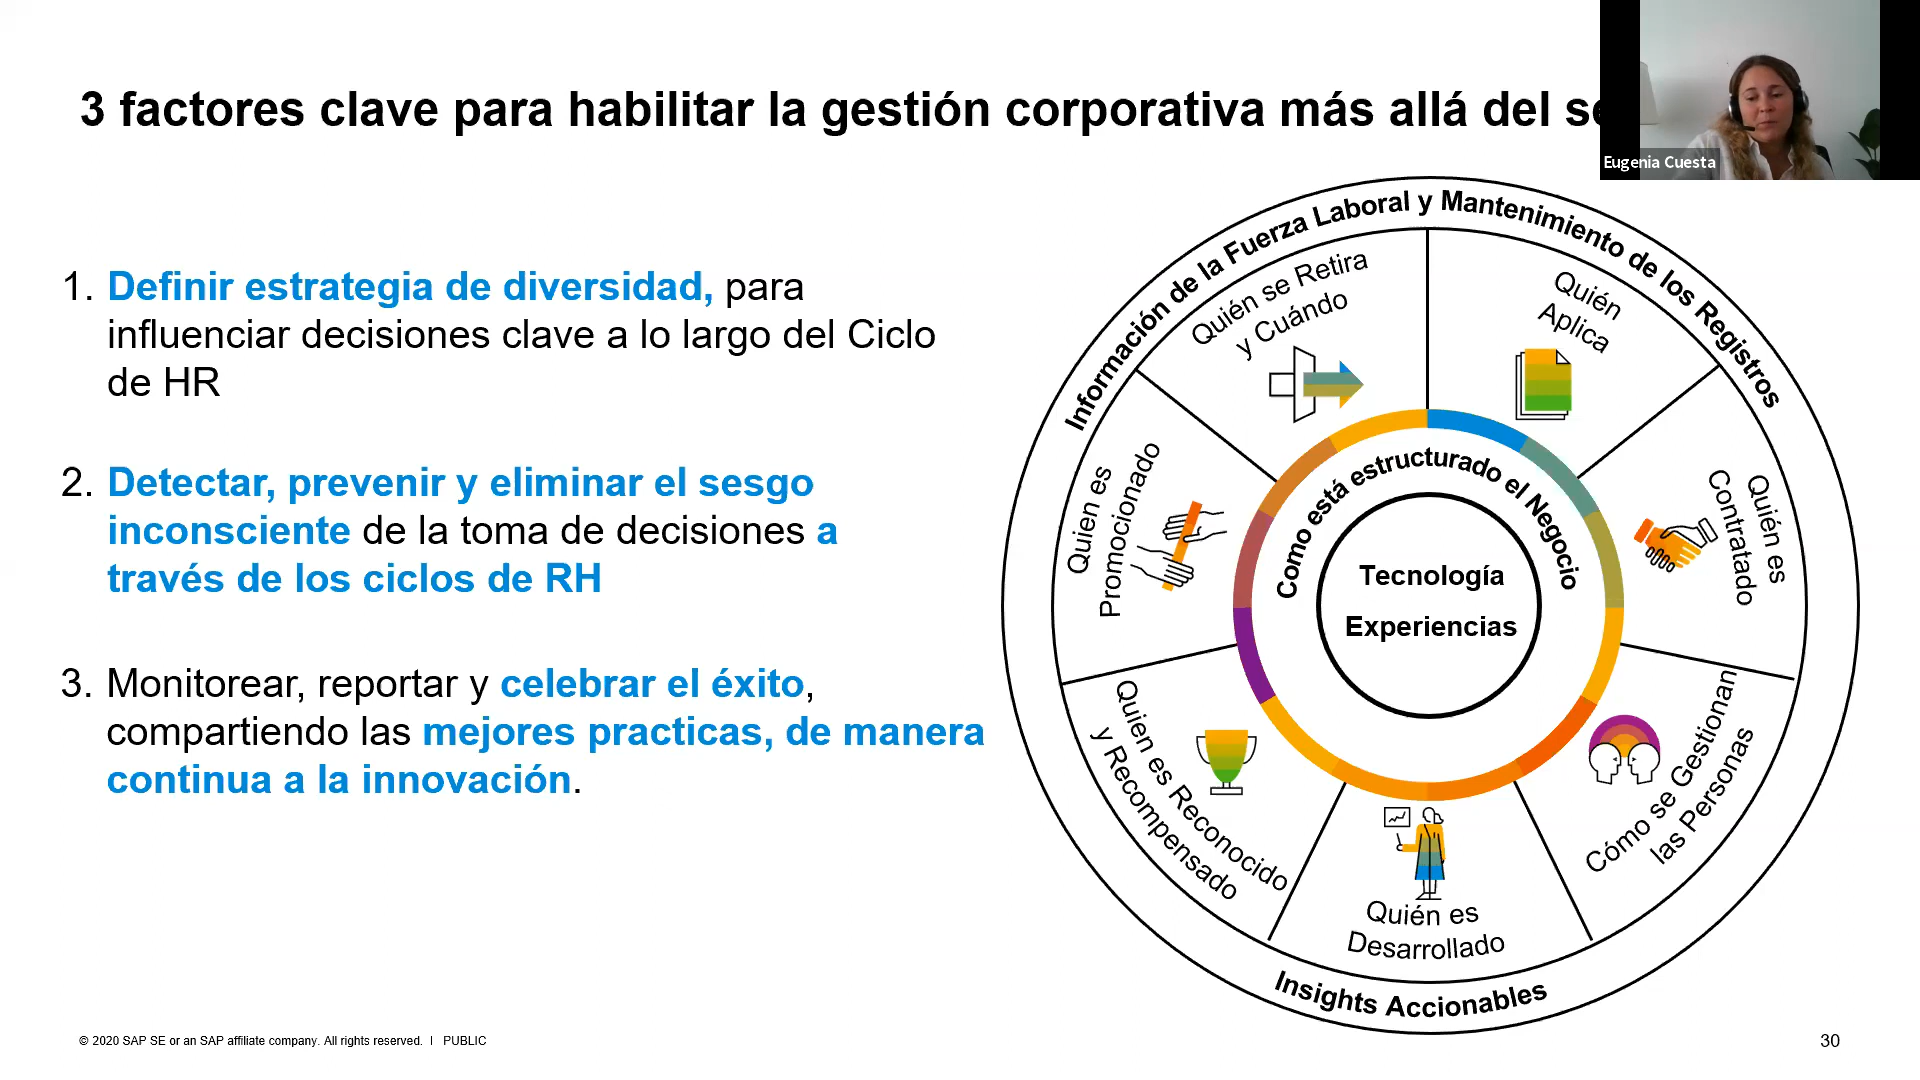 3 factores clave para habilitar la gestión corporativa más allá del
Eugenia Cuesta
1. Definir estrategia de diversidad, para
influenciar decisiones clave a lo largo del Ciclo
de HR
2. Detectar, prevenir y eliminar el sesgo
inconsciente de la toma de decisiones a
través de los ciclos de RH
3. Monitorear, reportar y celebrar el éxito,
compartiendo las mejores practicas, de manera
continua a la innovación.
Información de la Fuerza Laboral y Mantenimiento de los Registros
Quién se Retira
y Cuándo
Quién
Aplica
Quién es
Contratado
Cómo se Gestionan
las Personas
Quién es
Desarrollado
Quien es Reconocido
y Recompensado
Quien es
Promocionado
Como está estructurado el Negocio
Tecnología
Experiencias
Insights Accionables
© 2020 SAP SE or an SAP affiliate company. All rights reserved. I PUBLIC
30